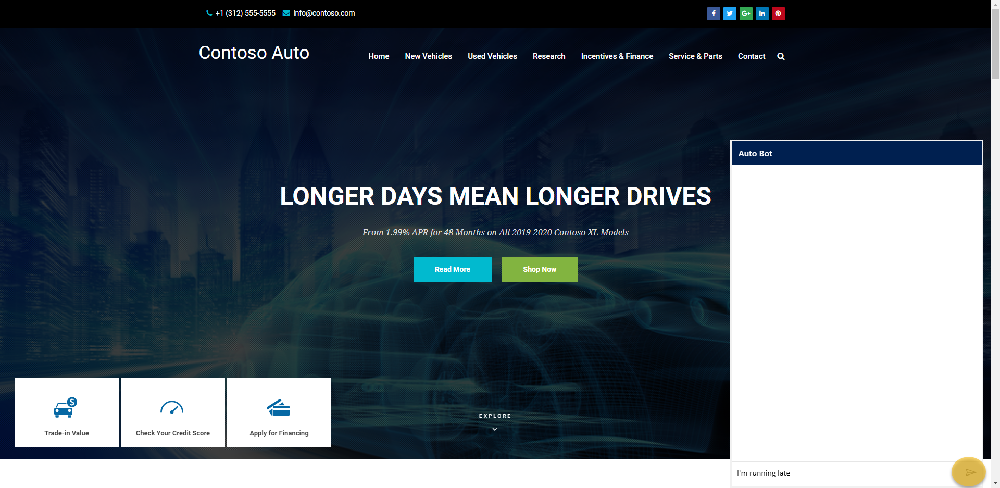 +1 (312) 555-5555 info@contoso.com
Contoso Auto
Home New Vehicles Used Vehicles Research Incentives & Finance Service & Parts Contact
Auto Bot
LONGER DAYS MEAN LONGER DRIVES
From 1.99% APR for 48 Months on All 2019-2020 Contoso XL Models
Read More Shop Now
EXPLORE
Trade-in Value Check Your Credit Score Apply for Financing
I'm running late